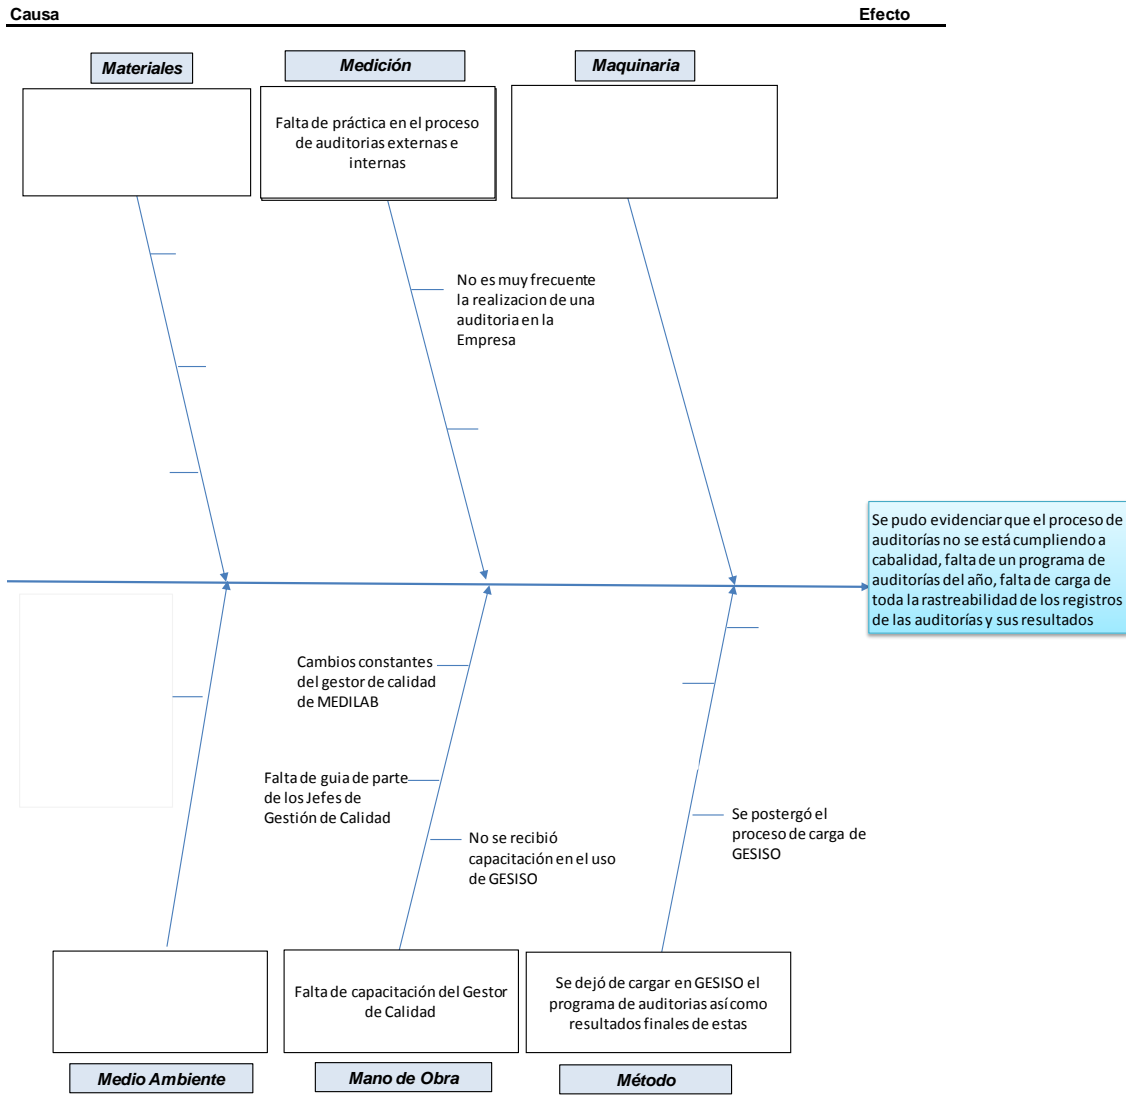 Causa
Efecto
Materiales
Medición
Maquinaria
Falta de práctica en el proceso
de auditorias externas e
internas
No es muy frecuente
la realizacion de una
auditoria en la
Empresa
Se pudo evidenciar que el proceso de
auditorías no se está cumpliendo a
cabalidad, falta de un programa de
auditorías del año, falta de carga de
toda la rastreabilidad de los registros
de las auditorías y sus resultados
Cambios constantes
del gestor de calidad
de MEDILAB
Falta de guia de parte
de los Jefes de
Gestión de Calidad
No se recibió
capacitación en el uso
de GESISO
Se postergó el
proceso de carga de
GESISO
Falta de capacitación del Gestor
de Calidad
Se dejó de cargar en GESISO el
programa de auditorias así como
resultados finales de estas
Medio Ambiente
Mano de Obra
Método